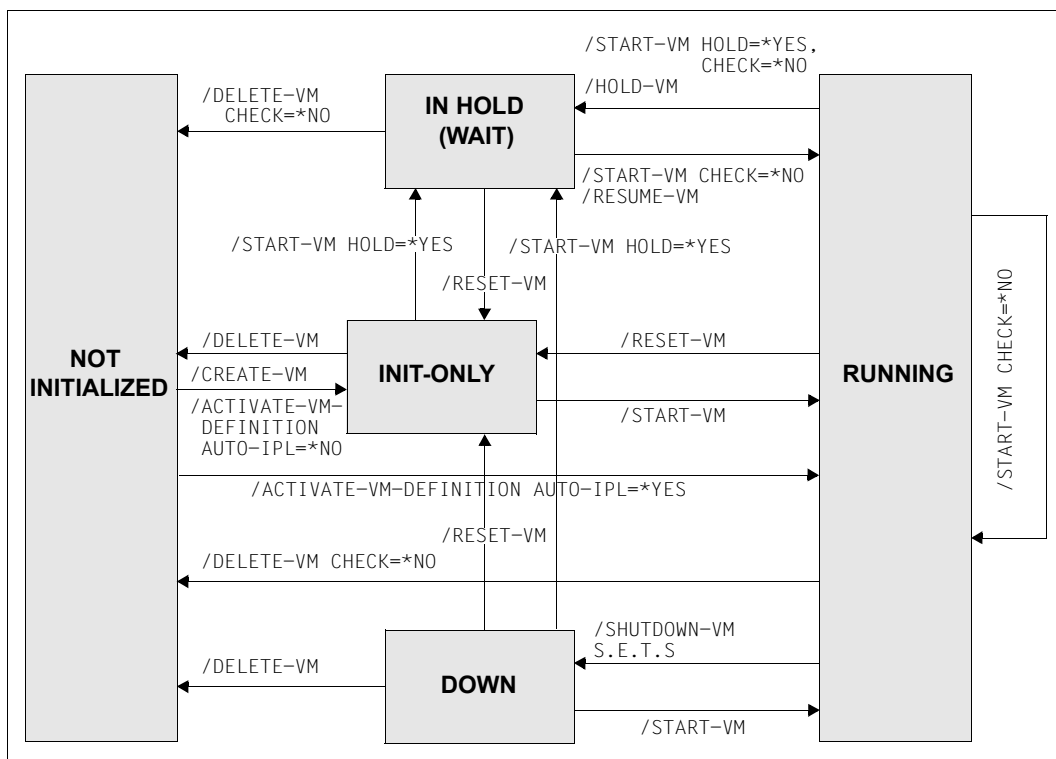 /START-VM HOLD=*YES,
CHECK=*NO
/HOLD-VM
/DELETE-VM
CHECK=*NO
IN HOLD
(WAIT)
/START-VM CHECK=*NO
/RESUME-VM
/START-VM HOLD=*YES
/START-VM HOLD=*YES
/RESET-VM
/START-VM CHECK=*NO
NOT
INITIALIZED
/DELETE-VM
/CREATE-VM
/ACTIVATE-VM-
DEFINITION
AUTO-IPL=*NO
INIT-ONLY
/RESET-VM
/START-VM
RUNNING
/ACTIVATE-VM-DEFINITION AUTO-IPL=*YES
/RESET-VM
/DELETE-VM CHECK=*NO
/SHUTDOWN-VM
S.E.T.S
/DELETE-VM
DOWN
/START-VM